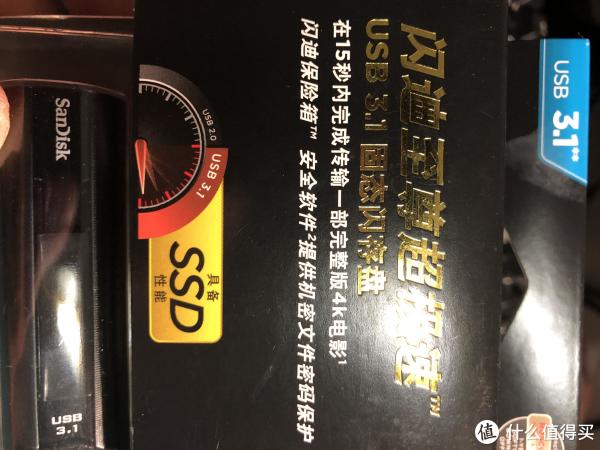 USB 3.1**
闪迪至尊超极速™
USB 3.1 固态闪存盘
在15秒内完成传输一部完整版4k电影¹
闪迪保险箱™ 安全软件²提供机密文件密码保护
USB 2.0
USB 3.1
具备
SSD
性能
SanDisk
USB
3.1
值 什么值得买